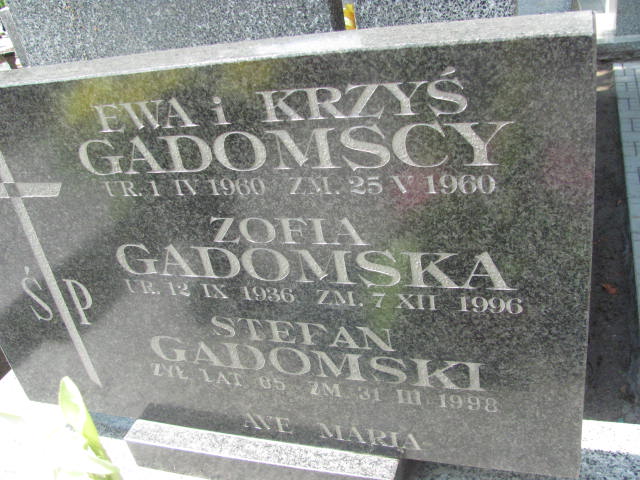 EWA i KRZYŚ
GADOMSCY
UR. 1 IV 1960 ZM. 25 V 1960
ZOFIA
GADOMSKA
UR. 12 IX 1936 ZM. 7 XII 1996
ŚP
STEFAN
GADOMSKI
ŻYŁ LAT 65 ZM 31 III 1998
AVE MARIA